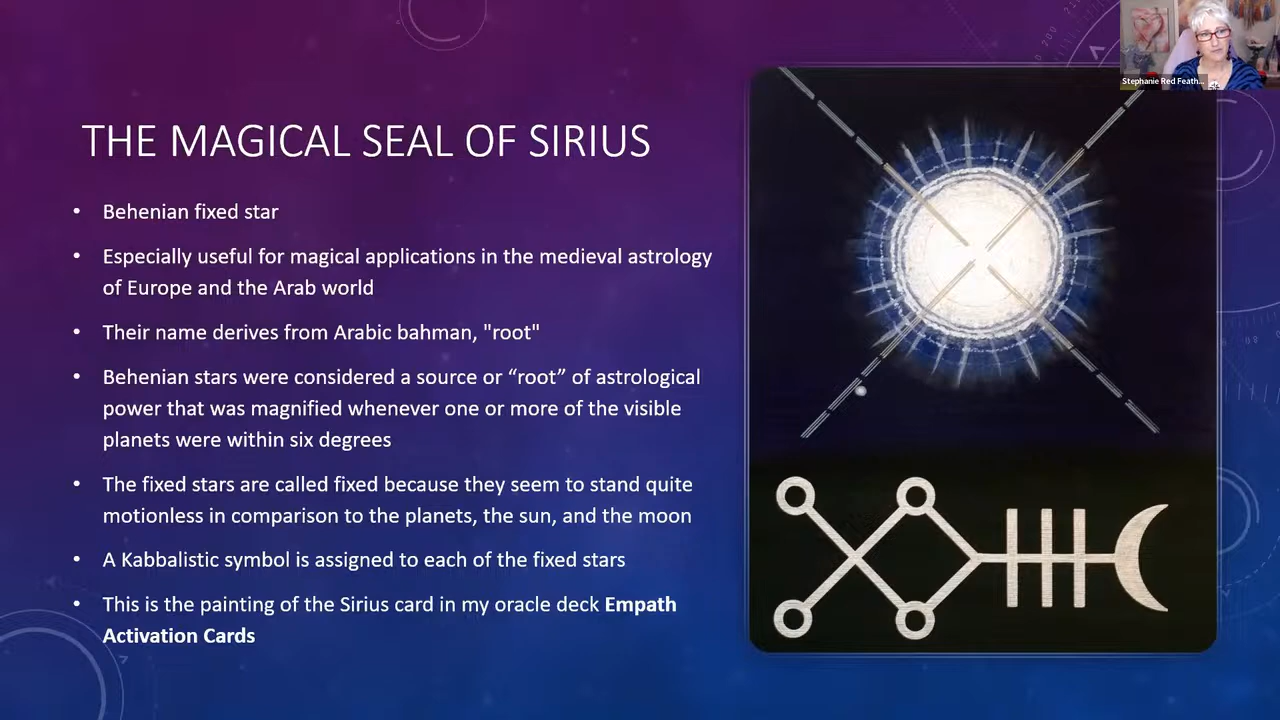 Stephanie Red Feath...
THE MAGICAL SEAL OF SIRIUS
• Behenian fixed star
• Especially useful for magical applications in the medieval astrology
of Europe and the Arab world
• Their name derives from Arabic bahman, "root"
• Behenian stars were considered a source or “root” of astrological
power that was magnified whenever one or more of the visible
planets were within six degrees
• The fixed stars are called fixed because they seem to stand quite
motionless in comparison to the planets, the sun, and the moon
• A Kabbalistic symbol is assigned to each of the fixed stars
• This is the painting of the Sirius card in my oracle deck Empath
Activation Cards